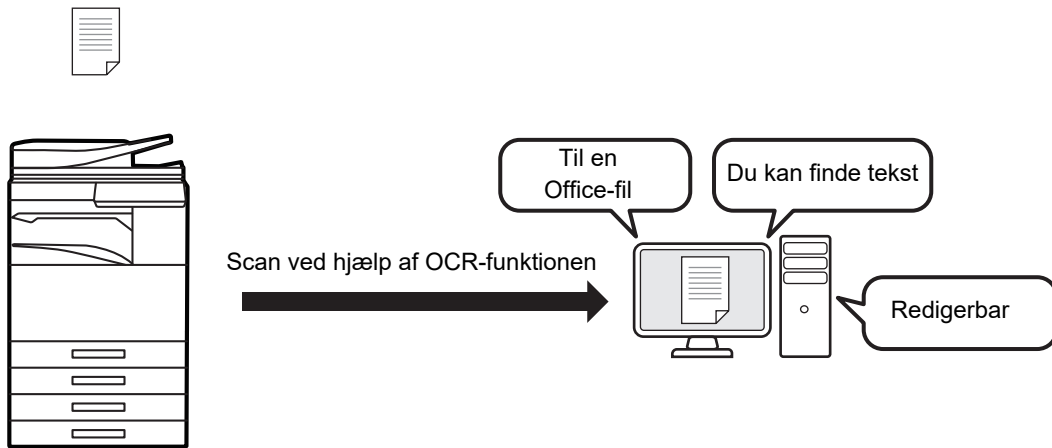 Til en
Office-fil
Du kan finde tekst
Scan ved hjælp af OCR-funktionen
Redigerbar